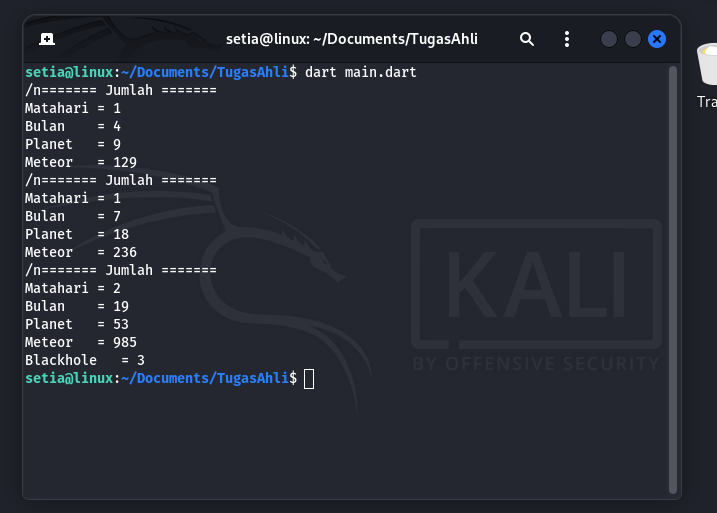 setia@linux: ~/Documents/TugasAhli
setia@linux:~/Documents/TugasAhli$ dart main.dart
/n======= Jumlah =======
Matahari = 1
Bulan    = 4
Planet   = 9
Meteor   = 129
/n======= Jumlah =======
Matahari = 1
Bulan    = 7
Planet   = 18
Meteor   = 236
/n======= Jumlah =======
Matahari = 2
Bulan    = 19
Planet   = 53
Meteor   = 985
Blackhole   = 3
setia@linux:~/Documents/TugasAhli$
KALI
BY OFFENSIVE SECURITY